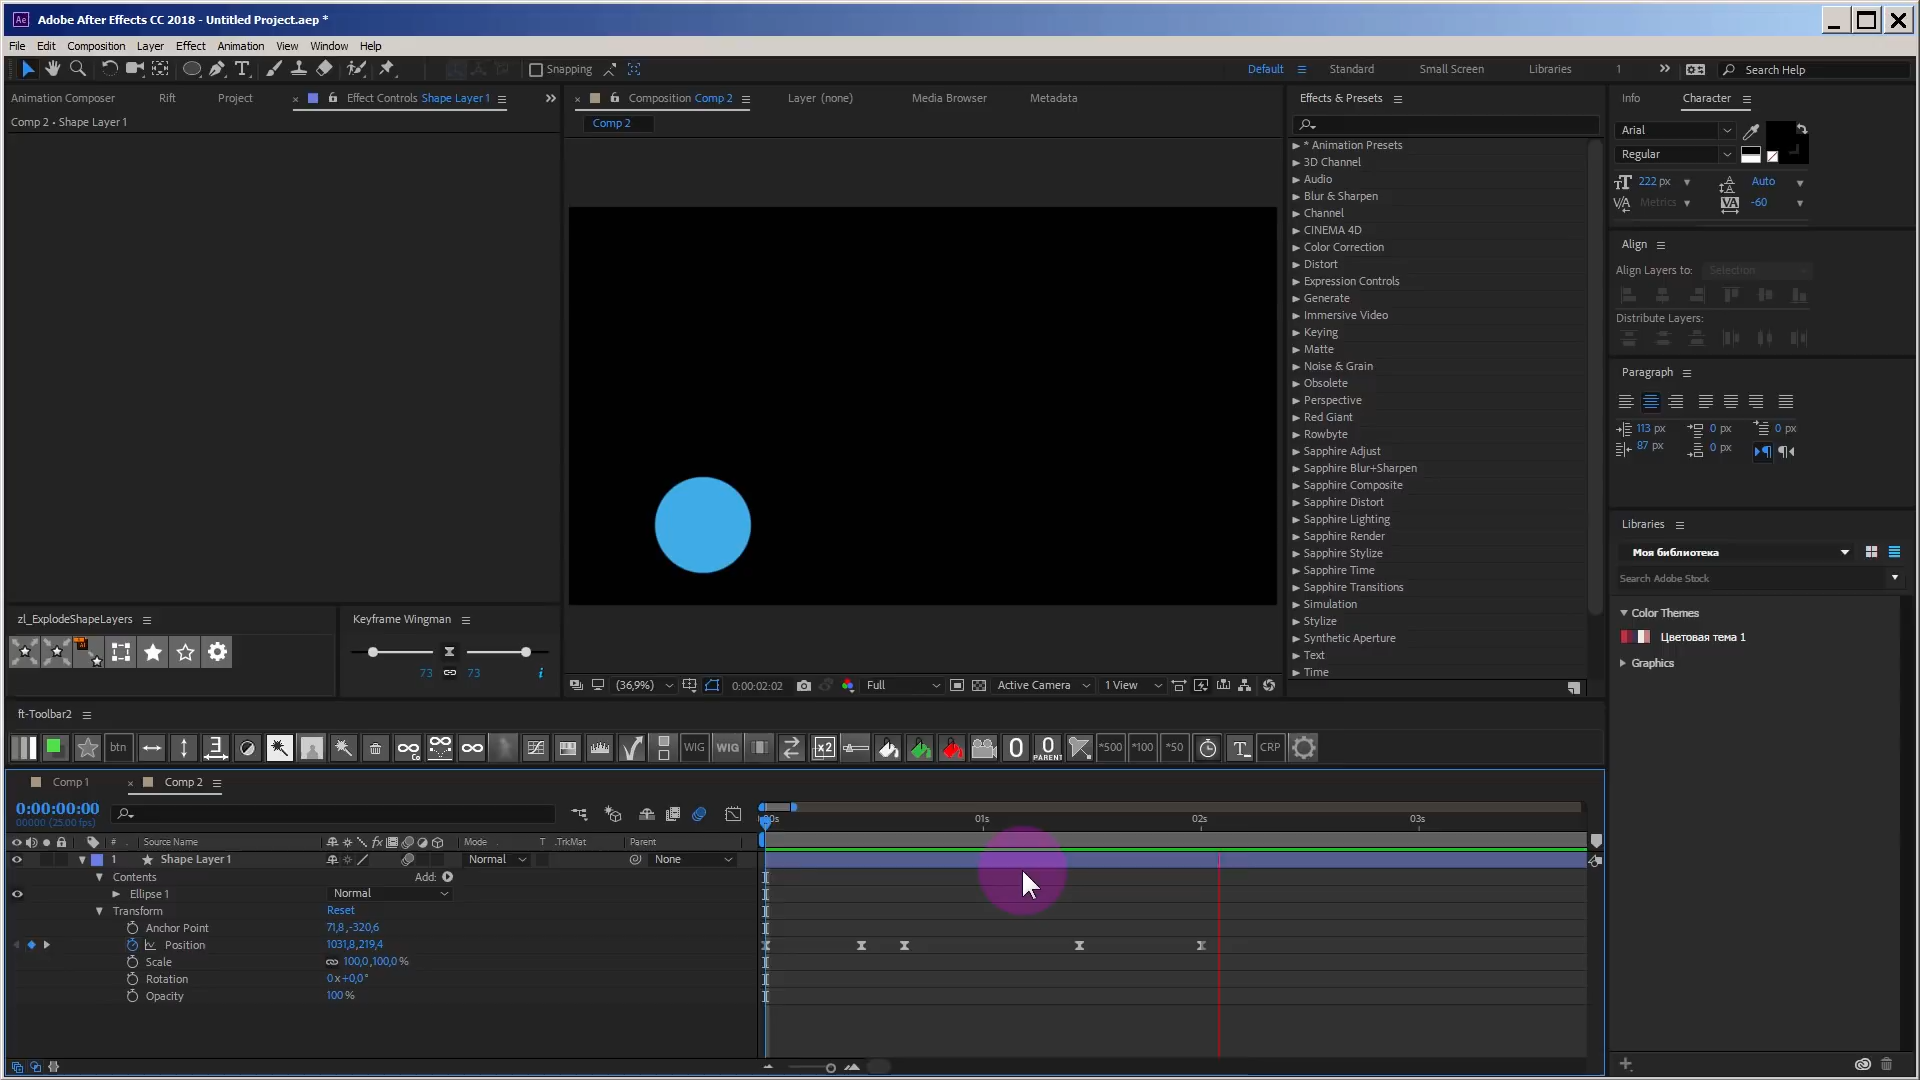 Adobe After Effects CC 2018 - Untitled Project.aep *
File Edit Composition Layer Effect Animation View Window Help
Snapping
Default Standard Small Screen Libraries 1 Search Help
Animation Composer Rift Project Effect Controls Shape Layer 1
Comp 2 • Shape Layer 1
Composition Comp 2 Layer (none) Media Browser Metadata
Comp 2
Effects & Presets
* Animation Presets
3D Channel
Audio
Blur & Sharpen
Channel
CINEMA 4D
Color Correction
Distort
Expression Controls
Generate
Immersive Video
Keying
Matte
Noise & Grain
Obsolete
Perspective
Red Giant
Rowbyte
Sapphire Adjust
Sapphire Blur+Sharpen
Sapphire Composite
Sapphire Distort
Sapphire Lighting
Sapphire Render
Sapphire Stylize
Sapphire Time
Sapphire Transitions
Simulation
Stylize
Synthetic Aperture
Text
Time
Info Character
Arial
Regular
222 px Auto
Metrics -60
Align
Align Layers to: Selection
Distribute Layers:
Paragraph
113 px 0 px 0 px
87 px 0 px
Libraries
Моя библиотека
Search Adobe Stock
Color Themes
Цветовая тема 1
Graphics
zl_ExplodeShapeLayers
Keyframe Wingman
73 73
(36,9%) 0:00:02:02 Full Active Camera 1 View
ft-Toolbar2
btn Co WIG WIG x2 0 0 PARENT *500 *100 *50 T CRP
Comp 1 Comp 2
0:00:00:00
00000 (25.00 fps)
# Source Name Mode T .TrkMat Parent
1 Shape Layer 1 Normal None
Contents Add:
Ellipse 1 Normal
Transform Reset
Anchor Point 71,8,-320,6
Position 1031,8,219,4
Scale 100,0,100,0 %
Rotation 0x+0,0°
Opacity 100 %
:00s 01s 02s 03s